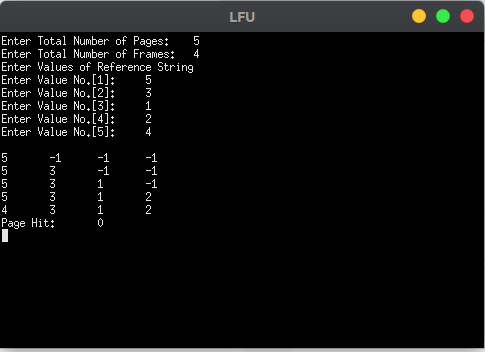 LFU
Enter Total Number of Pages: 5
Enter Total Number of Frames: 4
Enter Values of Reference String
Enter Value No.[1]: 5
Enter Value No.[2]: 3
Enter Value No.[3]: 1
Enter Value No.[4]: 2
Enter Value No.[5]: 4
5 -1 -1 -1
5 3 -1 -1
5 3 1 -1
5 3 1 2
4 3 1 2
Page Hit: 0